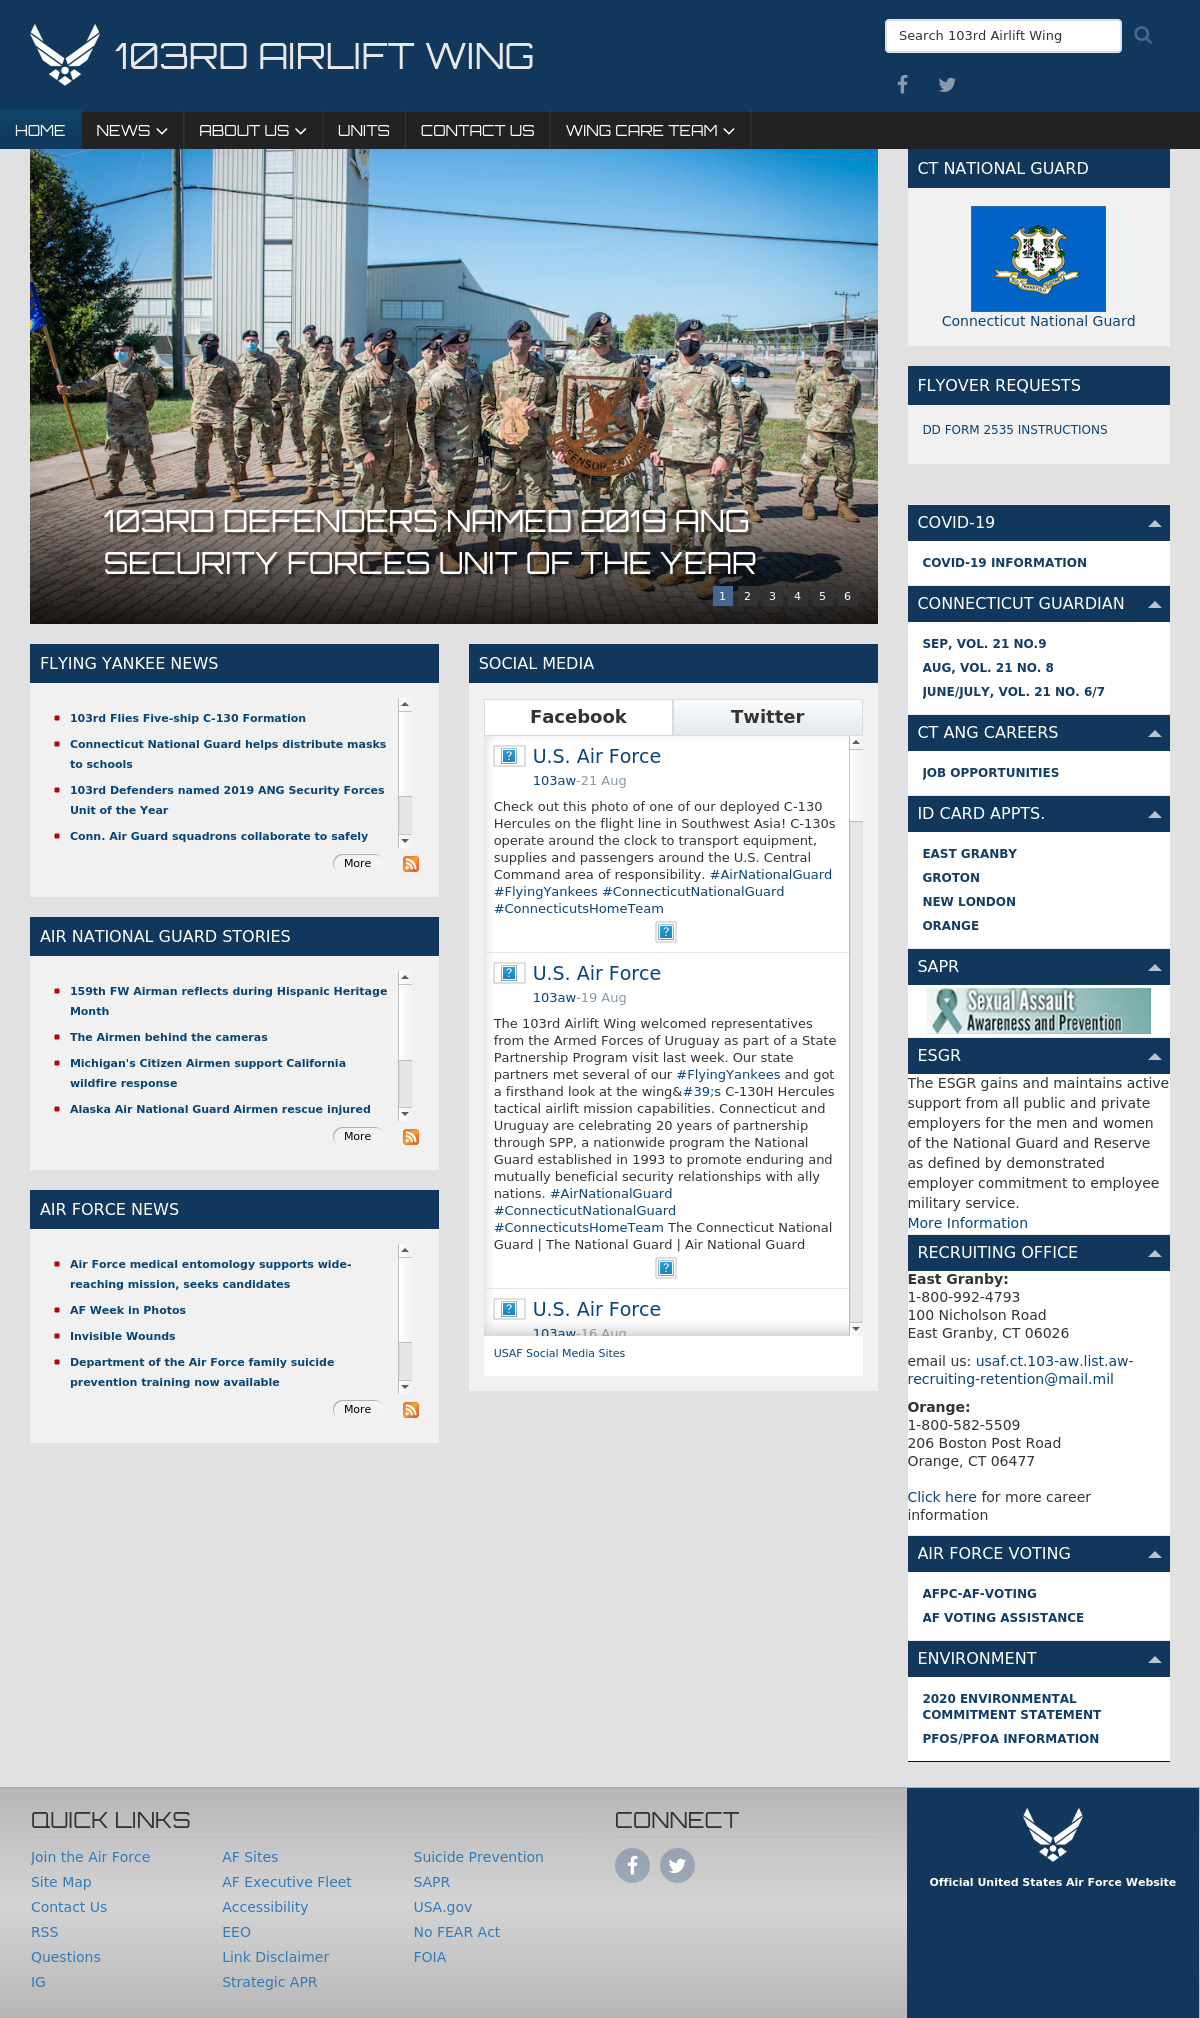 103RD AIRLIFT WING
Search 103rd Airlift Wing
HOME
NEWS
ABOUT US
UNITS
CONTACT US
WING CARE TEAM
103RD DEFENDERS NAMED 2019 ANG
SECURITY FORCES UNIT OF THE YEAR
1 2 3 4 5 6
FLYING YANKEE NEWS
103rd Flies Five-ship C-130 Formation
Connecticut National Guard helps distribute masks
to schools
103rd Defenders named 2019 ANG Security Forces
Unit of the Year
Conn. Air Guard squadrons collaborate to safely
More
AIR NATIONAL GUARD STORIES
159th FW Airman reflects during Hispanic Heritage
Month
The Airmen behind the cameras
Michigan's Citizen Airmen support California
wildfire response
Alaska Air National Guard Airmen rescue injured
More
AIR FORCE NEWS
Air Force medical entomology supports wide-
reaching mission, seeks candidates
AF Week in Photos
Invisible Wounds
Department of the Air Force family suicide
prevention training now available
More
SOCIAL MEDIA
Facebook
Twitter
U.S. Air Force
103aw-21 Aug
Check out this photo of one of our deployed C-130
Hercules on the flight line in Southwest Asia! C-130s
operate around the clock to transport equipment,
supplies and passengers around the U.S. Central
Command area of responsibility. #AirNationalGuard
#FlyingYankees #ConnecticutNationalGuard
#ConnecticutsHomeTeam
U.S. Air Force
103aw-19 Aug
The 103rd Airlift Wing welcomed representatives
from the Armed Forces of Uruguay as part of a State
Partnership Program visit last week. Our state
partners met several of our #FlyingYankees and got
a firsthand look at the wing&#39;s C-130H Hercules
tactical airlift mission capabilities. Connecticut and
Uruguay are celebrating 20 years of partnership
through SPP, a nationwide program the National
Guard established in 1993 to promote enduring and
mutually beneficial security relationships with ally
nations. #AirNationalGuard
#ConnecticutNationalGuard
#ConnecticutsHomeTeam The Connecticut National
Guard | The National Guard | Air National Guard
U.S. Air Force
103aw-16 Aug
USAF Social Media Sites
CT NATIONAL GUARD
Connecticut National Guard
FLYOVER REQUESTS
DD FORM 2535 INSTRUCTIONS
COVID-19
COVID-19 INFORMATION
CONNECTICUT GUARDIAN
SEP, VOL. 21 NO.9
AUG, VOL. 21 NO. 8
JUNE/JULY, VOL. 21 NO. 6/7
CT ANG CAREERS
JOB OPPORTUNITIES
ID CARD APPTS.
EAST GRANBY
GROTON
NEW LONDON
ORANGE
SAPR
Sexual Assault
Awareness and Prevention
ESGR
The ESGR gains and maintains active
support from all public and private
employers for the men and women
of the National Guard and Reserve
as defined by demonstrated
employer commitment to employee
military service.
More Information
RECRUITING OFFICE
East Granby:
1-800-992-4793
100 Nicholson Road
East Granby, CT 06026
email us: usaf.ct.103-aw.list.aw-
recruiting-retention@mail.mil
Orange:
1-800-582-5509
206 Boston Post Road
Orange, CT 06477
Click here for more career
information
AIR FORCE VOTING
AFPC-AF-VOTING
AF VOTING ASSISTANCE
ENVIRONMENT
2020 ENVIRONMENTAL
COMMITMENT STATEMENT
PFOS/PFOA INFORMATION
QUICK LINKS
Join the Air Force
Site Map
Contact Us
RSS
Questions
IG
AF Sites
AF Executive Fleet
Accessibility
EEO
Link Disclaimer
Strategic APR
Suicide Prevention
SAPR
USA.gov
No FEAR Act
FOIA
CONNECT
Official United States Air Force Website